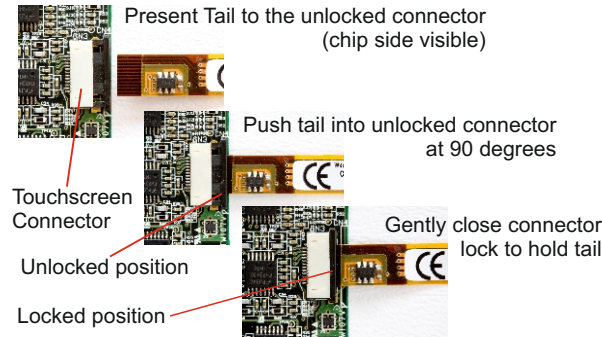 Present Tail to the unlocked connector
(chip side visible)
Push tail into unlocked connector
at 90 degrees
Touchscreen
Connector
Gently close connector
lock to hold tail
Unlocked position
Locked position
CN3
CE
CE
CE